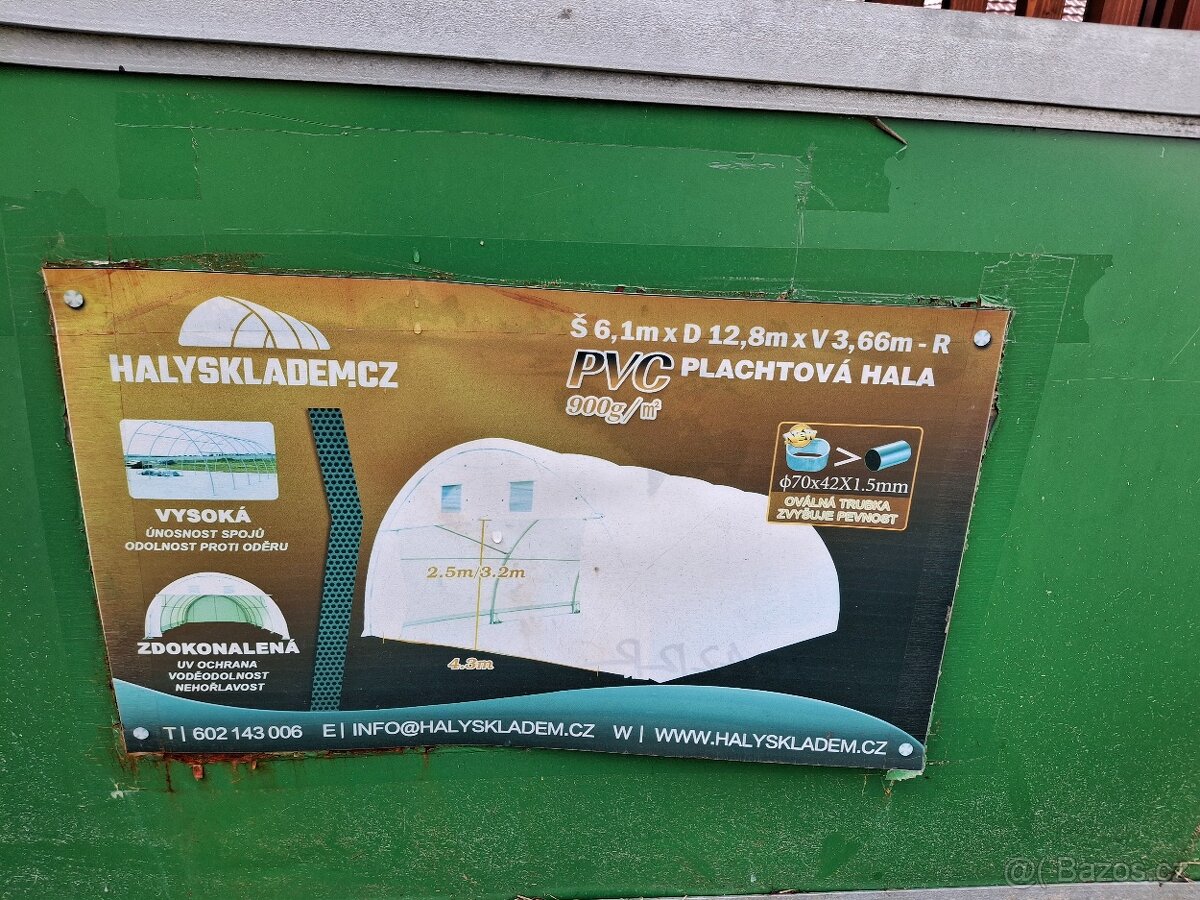 HALYSKLADEM.CZ
Š 6,1m x D 12,8m x V 3,66m - R
PVC PLACHTOVÁ HALA
900g/㎡
ϕ70x42X1.5mm
OVÁLNÁ TRUBKA
ZVYŠUJE PEVNOST
VYSOKÁ
ÚNOSNOST SPOJŮ
ODOLNOST PROTI ODĚRU
2.5m/3.2m
4.3m
ZDOKONALENÁ
UV OCHRANA
VODĚODOLNOST
NEHOŘLAVOST
T | 602 143 006 E | INFO@HALYSKLADEM.CZ W | WWW.HALYSKLADEM.CZ
Bazos.cz